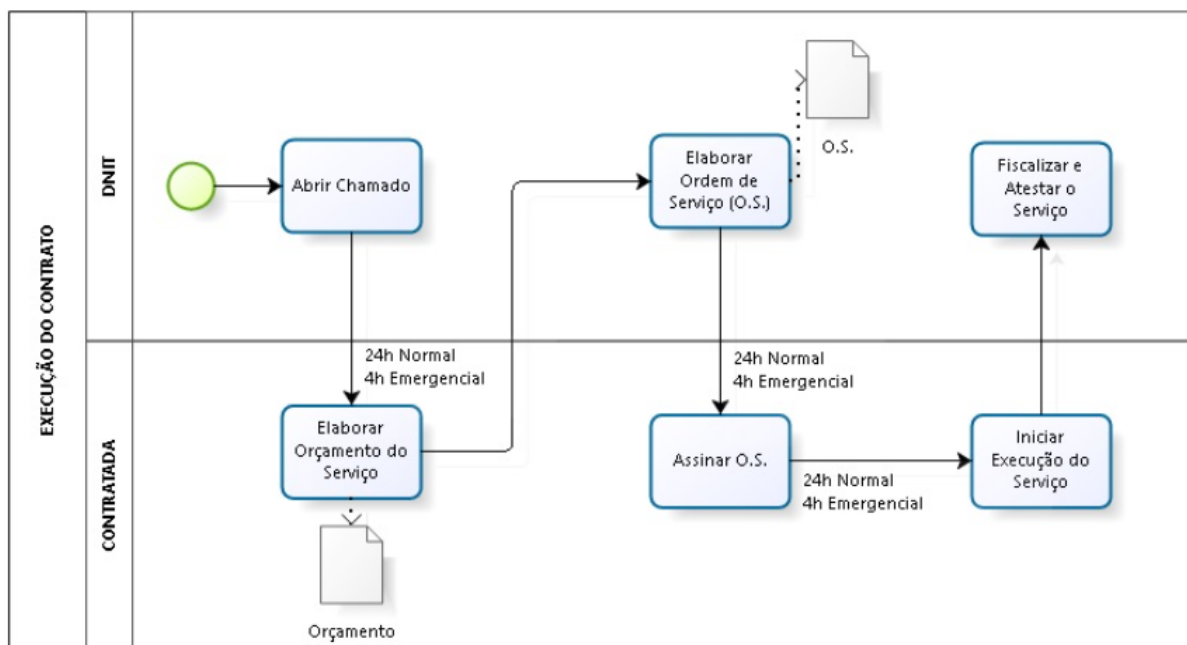 EXECUÇÃO DO CONTRATO
DNIT
Abrir Chamado
Elaborar
Ordem de
Serviço (O.S.)
O.S.
Fiscalizar e
Atestar o
Serviço
24h Normal
4h Emergencial
24h Normal
4h Emergencial
CONTRATADA
Elaborar
Orçamento do
Serviço
Orçamento
Assinar O.S.
24h Normal
4h Emergencial
Iniciar
Execução do
Serviço